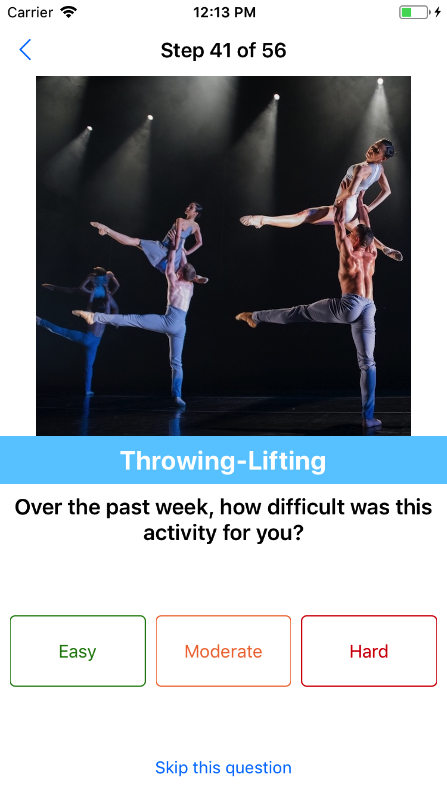 Carrier 12:13 PM
Step 41 of 56
Throwing-Lifting
Over the past week, how difficult was this
activity for you?
Easy Moderate Hard
Skip this question